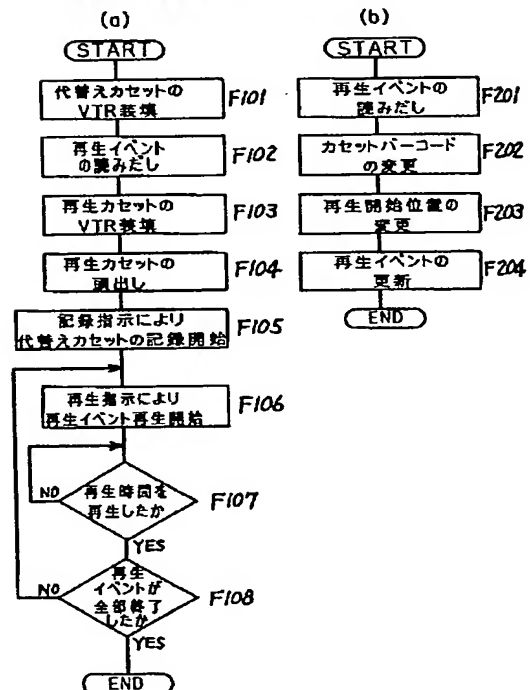 (a)
START
代替えカセットの
VTR装填
F101
再生イベント
の読みだし
F102
再生カセットの
VTR装填
F103
再生カセットの
頭出し
F104
記録指示により
代替えカセットの記録開始
F105
再生指示により
再生イベント再生開始
F106
再生時間を
再生したか
F107
NO
YES
再生
イベントが
全部終了
したか
F108
NO
YES
END
(b)
START
再生イベントの
読みだし
F201
カセットバーコード
の変更
F202
再生開始位置の
変更
F203
再生イベントの
更新
F204
END